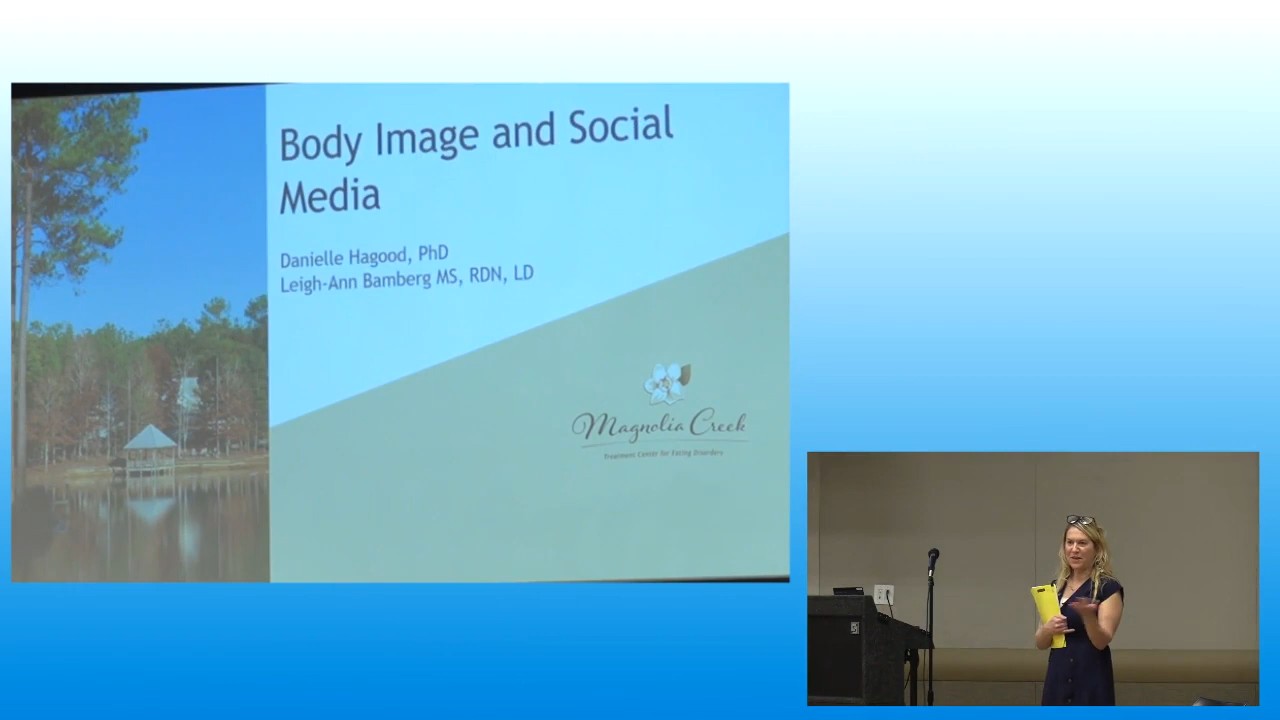 Body Image and Social
Media
Danielle Hagood, PhD
Leigh-Ann Bamberg MS, RDN, LD
Magnolia Creek
Treatment Center for Eating Disorders